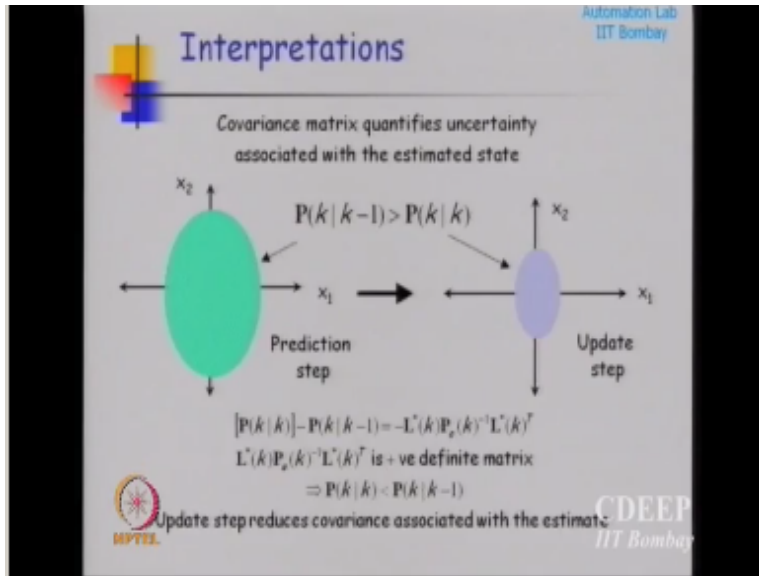 Automation Lab
IIT Bombay
Interpretations
Covariance matrix quantifies uncertainty
associated with the estimated state
x₂
P(k|k−1)>P(k|k)
x₂
x₁
x₁
Prediction
step
Update
step
[P(k|k)]−P(k|k−1)=−L*(k)Pₑ(k)⁻¹L*(k)ᵀ
L*(k)Pₑ(k)⁻¹L*(k)ᵀ is +ve definite matrix
⇒P(k|k)<P(k|k−1)
Update step reduces covariance associated with the estimate
NPTEL
CDEEP
IIT Bombay